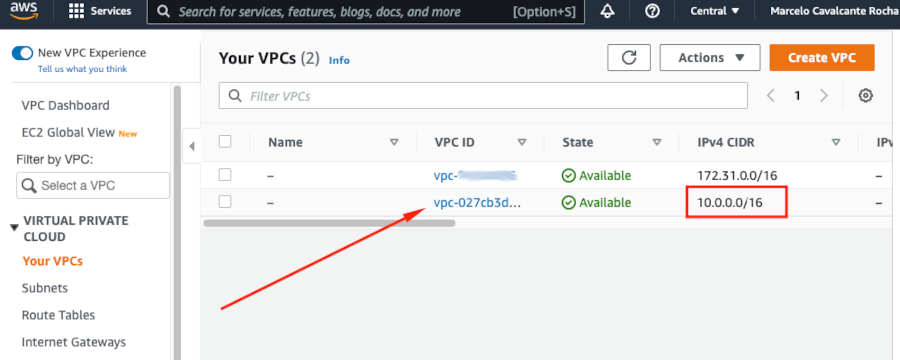 aws Services Search for services, features, blogs, docs, and more [Option+S] Central Marcelo Cavalcante Rocha
New VPC Experience
Tell us what you think
VPC Dashboard
EC2 Global View New
Filter by VPC:
Select a VPC
VIRTUAL PRIVATE
CLOUD
Your VPCs
Subnets
Route Tables
Internet Gateways
Your VPCs (2) Info
Actions
Create VPC
Filter VPCs
1
Name VPC ID State IPv4 CIDR IPv
– vpc- Available 172.31.0.0/16 –
– vpc-027cb3d... Available 10.0.0.0/16 –